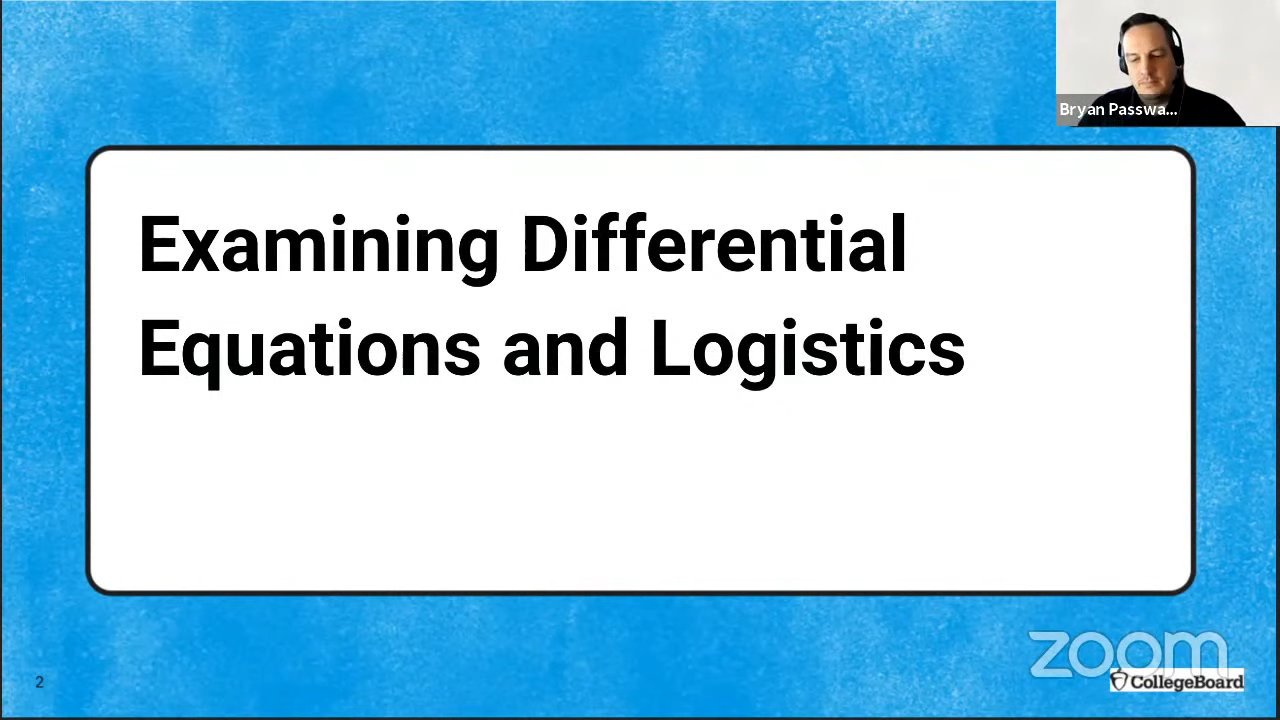 Bryan Passwa...
Examining Differential
Equations and Logistics
zoom
2
CollegeBoard